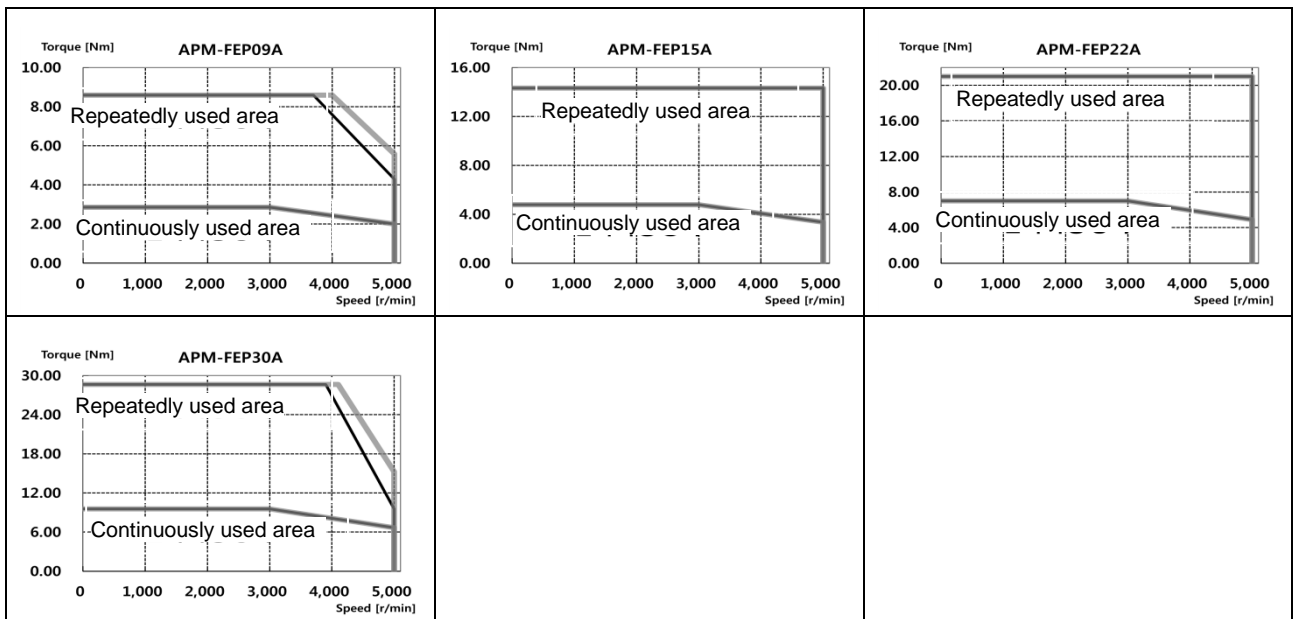 Torque [Nm] APM-FEP09A
10.00
8.00
Repeatedly used area
6.00
4.00
2.00
Continuously used area
0.00
0 1,000 2,000 3,000 4,000 5,000
Speed [r/min]
Torque [Nm] APM-FEP15A
16.00
Repeatedly used area
12.00
8.00
4.00
Continuously used area
0.00
0 1,000 2,000 3,000 4,000 5,000
Speed [r/min]
Torque [Nm] APM-FEP22A
20.00
Repeatedly used area
16.00
12.00
8.00
Continuously used area
4.00
0.00
0 1,000 2,000 3,000 4,000 5,000
Speed [r/min]
Torque [Nm] APM-FEP30A
30.00
Repeatedly used area
24.00
18.00
12.00
6.00
Continuously used area
0.00
0 1,000 2,000 3,000 4,000 5,000
Speed [r/min]